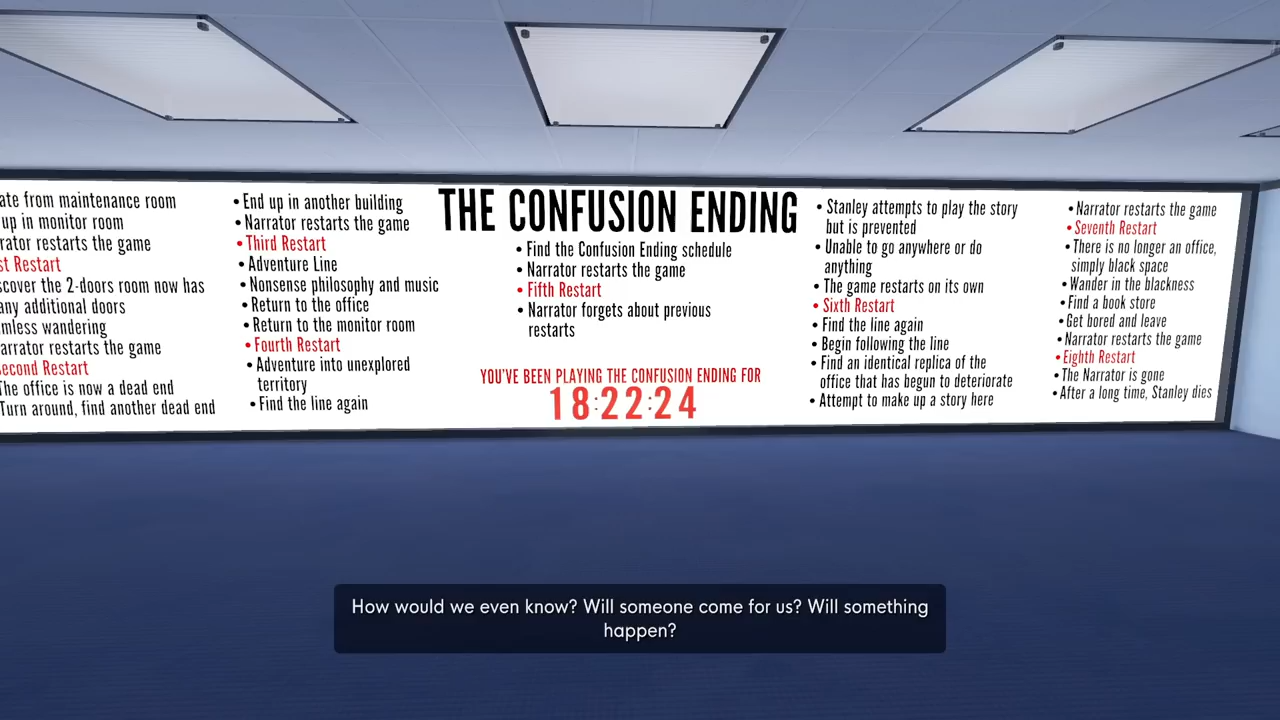 ate from maintenance room
up in monitor room
rator restarts the game
st Restart
scover the 2-doors room now has
any additional doors
mless wandering
arrator restarts the game
econd Restart
The office is now a dead end
Turn around, find another dead end
• End up in another building
• Narrator restarts the game
• Third Restart
• Adventure Line
• Nonsense philosophy and music
• Return to the office
• Return to the monitor room
• Fourth Restart
• Adventure into unexplored
territory
• Find the line again
THE CONFUSION ENDING
• Find the Confusion Ending schedule
• Narrator restarts the game
• Fifth Restart
• Narrator forgets about previous
restarts
YOU'VE BEEN PLAYING THE CONFUSION ENDING FOR
18:22:24
• Stanley attempts to play the story
but is prevented
• Unable to go anywhere or do
anything
• The game restarts on its own
• Sixth Restart
• Find the line again
• Begin following the line
• Find an identical replica of the
office that has begun to deteriorate
• Attempt to make up a story here
• Narrator restarts the game
• Seventh Restart
• There is no longer an office,
simply black space
• Wander in the blackness
• Find a book store
• Get bored and leave
• Narrator restarts the game
• Eighth Restart
• The Narrator is gone
• After a long time, Stanley dies
How would we even know? Will someone come for us? Will something
happen?